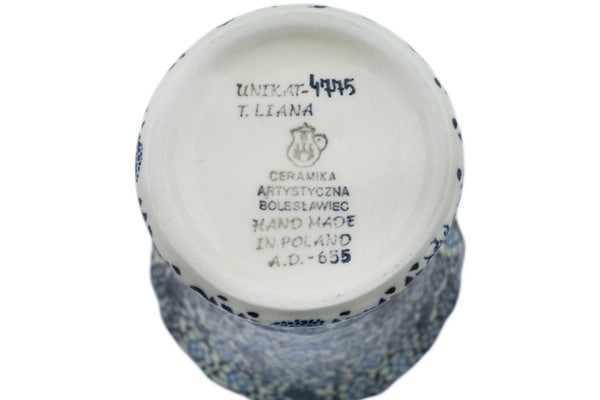 UNIKAT-4775
T. LIANA
CERAMIKA
ARTYSTYCZNA
BOLESŁAWIEC
HAND MADE
IN POLAND
A.D.-655